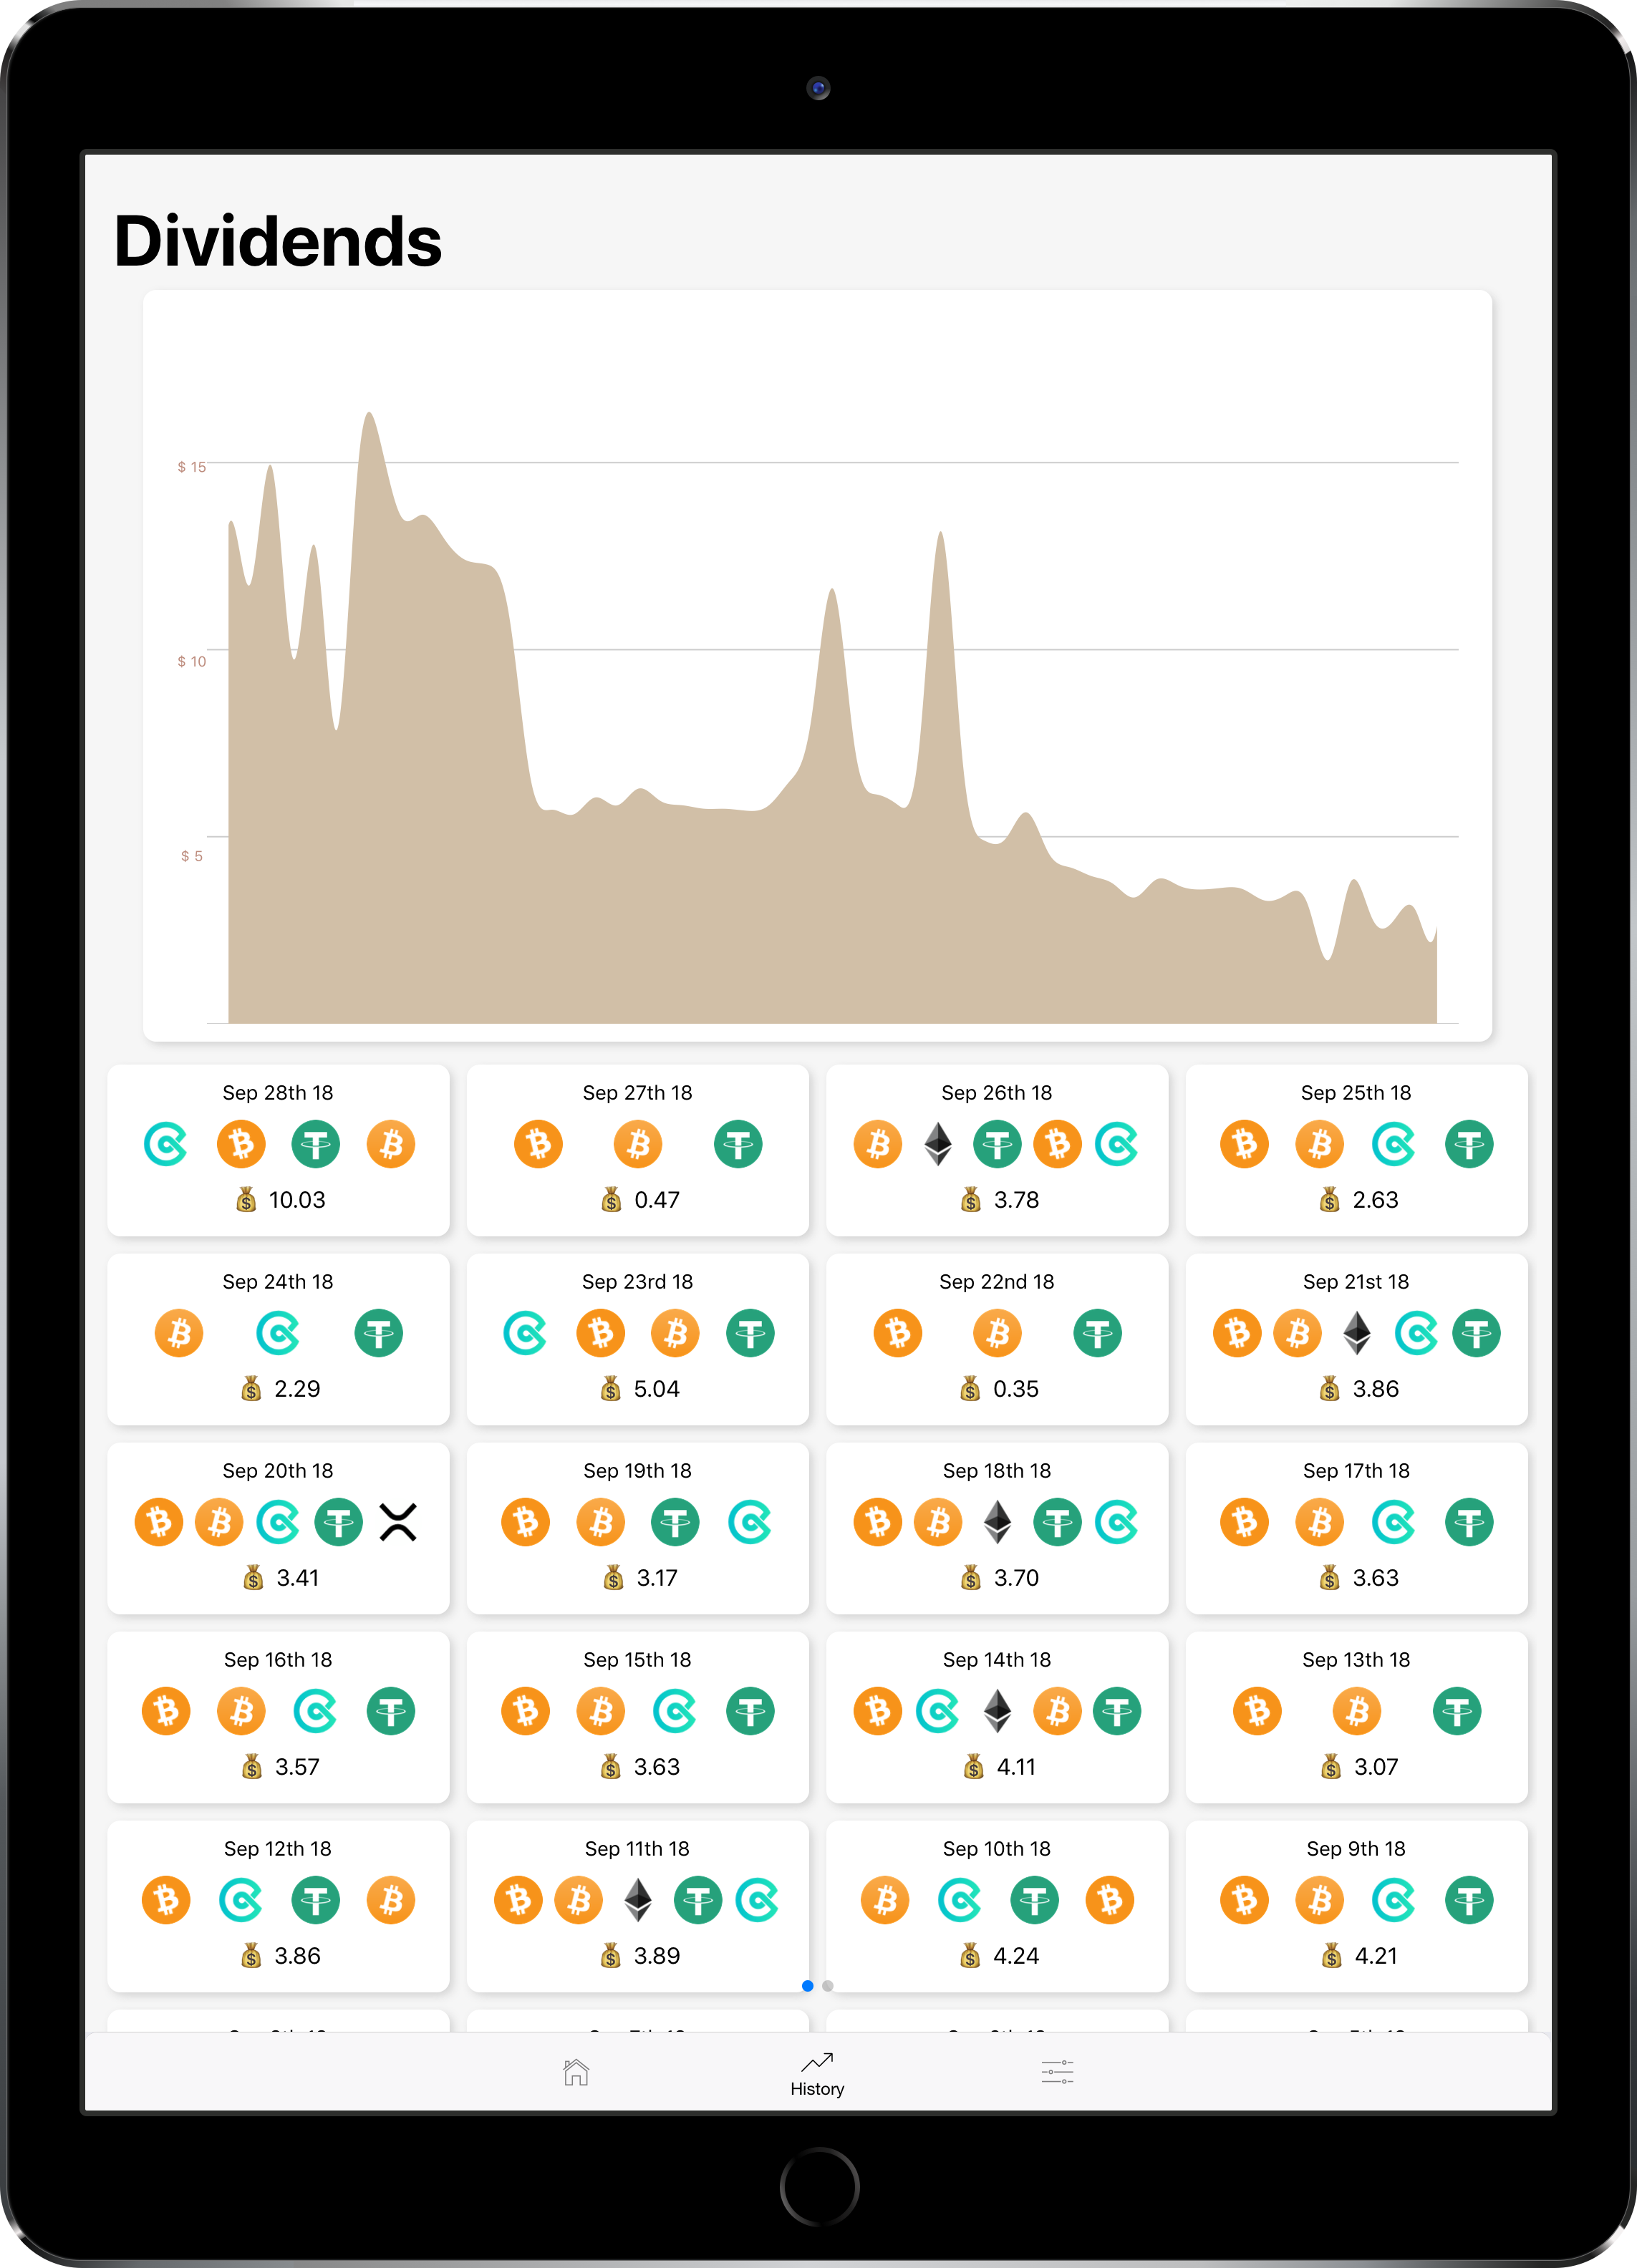 Dividends
$ 15
$ 10
$ 5
Sep 28th 18
10.03
Sep 27th 18
0.47
Sep 26th 18
3.78
Sep 25th 18
2.63
Sep 24th 18
2.29
Sep 23rd 18
5.04
Sep 22nd 18
0.35
Sep 21st 18
3.86
Sep 20th 18
3.41
Sep 19th 18
3.17
Sep 18th 18
3.70
Sep 17th 18
3.63
Sep 16th 18
3.57
Sep 15th 18
3.63
Sep 14th 18
4.11
Sep 13th 18
3.07
Sep 12th 18
3.86
Sep 11th 18
3.89
Sep 10th 18
4.24
Sep 9th 18
4.21
History